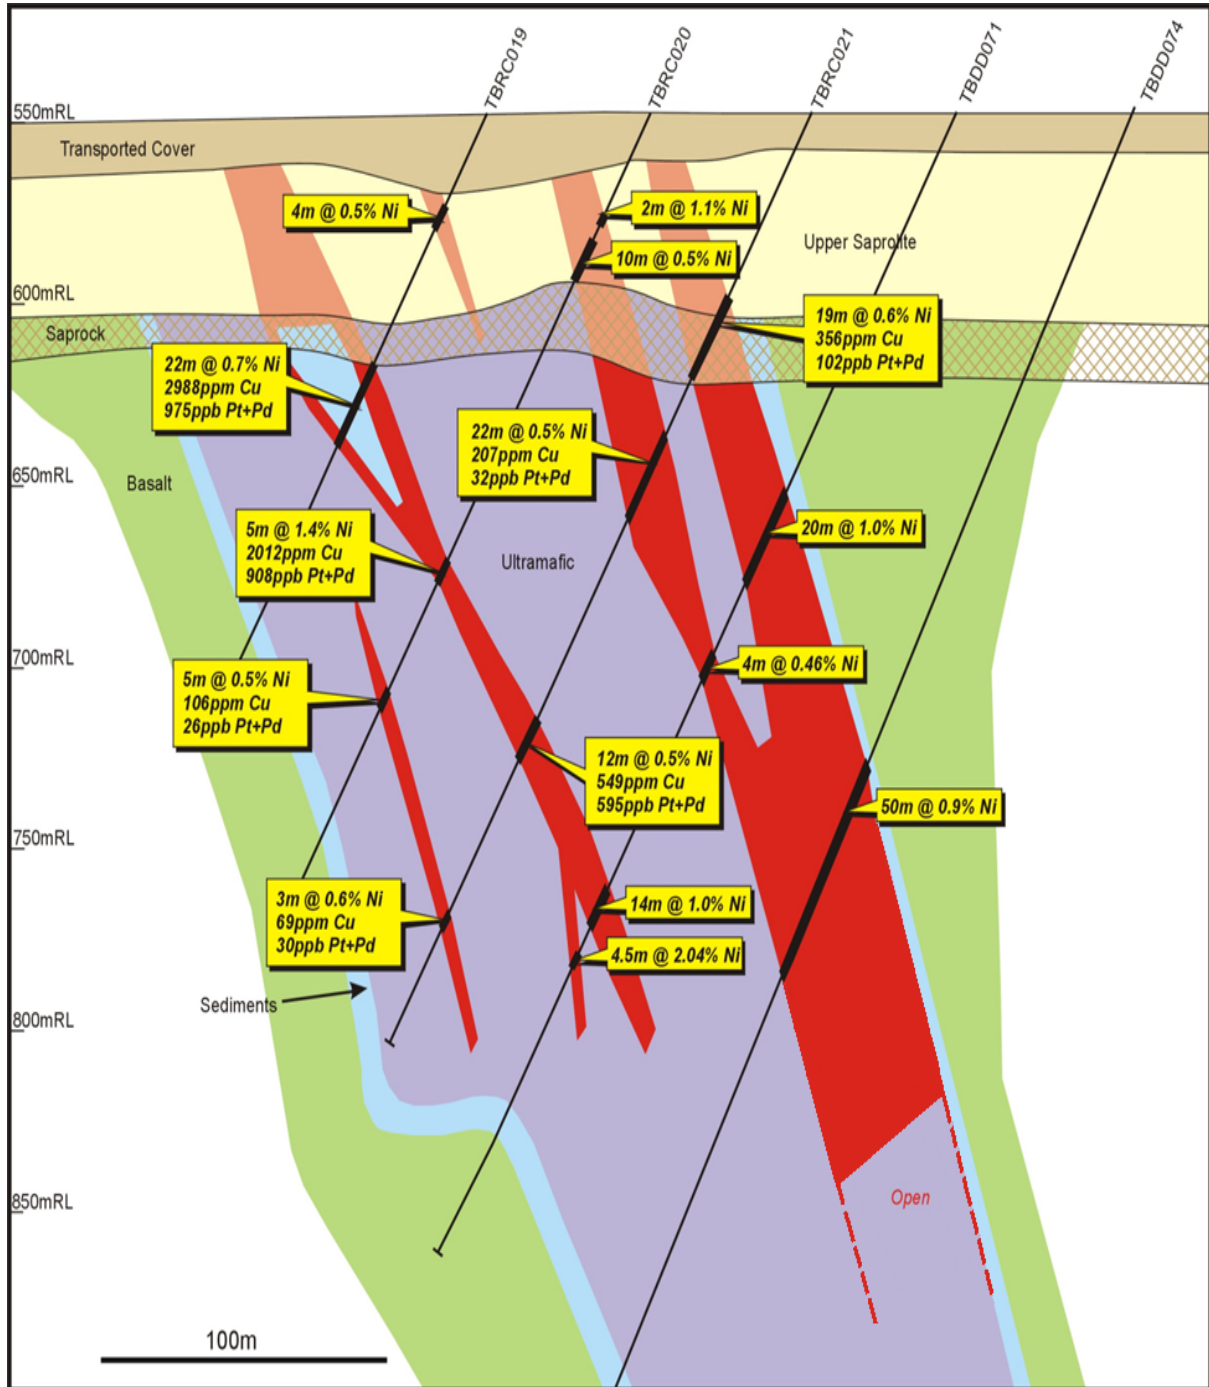 TBRC019
TBRC020
TBRC021
TBDD071
TBDD074
550mRL
Transported Cover
4m @ 0.5% Ni
2m @ 1.1% Ni
10m @ 0.5% Ni
Upper Saprolite
600mRL
Saprock
19m @ 0.6% Ni
356ppm Cu
102ppb Pt+Pd
22m @ 0.7% Ni
2988ppm Cu
975ppb Pt+Pd
22m @ 0.5% Ni
207ppm Cu
32ppb Pt+Pd
650mRL
Basalt
5m @ 1.4% Ni
2012ppm Cu
908ppb Pt+Pd
20m @ 1.0% Ni
Ultramafic
700mRL
4m @ 0.46% Ni
5m @ 0.5% Ni
106ppm Cu
26ppb Pt+Pd
12m @ 0.5% Ni
549ppm Cu
595ppb Pt+Pd
50m @ 0.9% Ni
750mRL
3m @ 0.6% Ni
69ppm Cu
30ppb Pt+Pd
14m @ 1.0% Ni
4.5m @ 2.04% Ni
Sediments
800mRL
850mRL
Open
100m